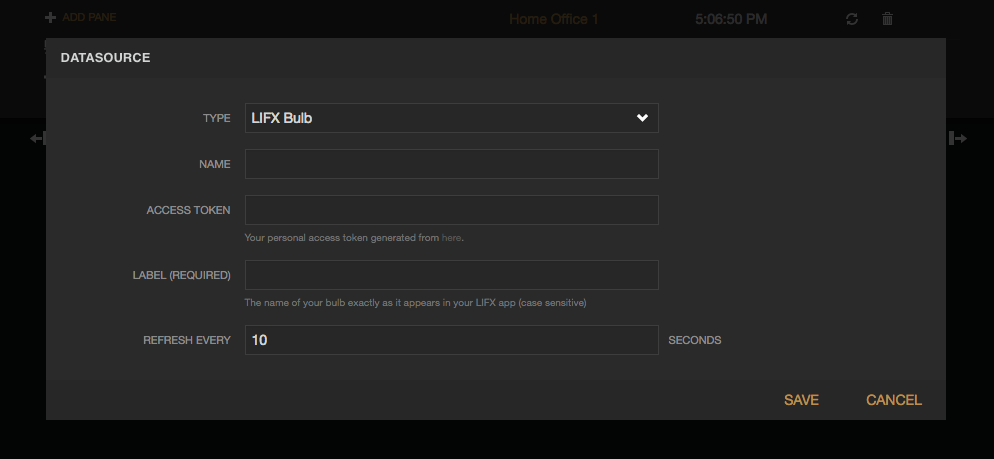 ADD PANE
Home Office 1
5:06:50 PM
DATASOURCE
TYPE
LIFX Bulb
NAME
ACCESS TOKEN
Your personal access token generated from here.
LABEL (REQUIRED)
The name of your bulb exactly as it appears in your LIFX app (case sensitive)
REFRESH EVERY
10
SECONDS
SAVE
CANCEL